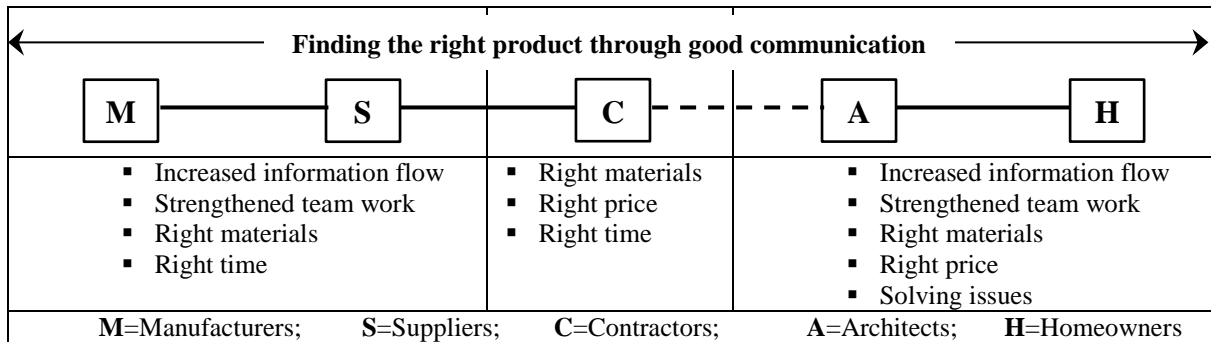 Finding the right product through good communication
M S C A H
▪ Increased information flow
▪ Strengthened team work
▪ Right materials
▪ Right time
▪ Right materials
▪ Right price
▪ Right time
▪ Increased information flow
▪ Strengthened team work
▪ Right materials
▪ Right price
▪ Solving issues
M=Manufacturers; S=Suppliers; C=Contractors; A=Architects; H=Homeowners